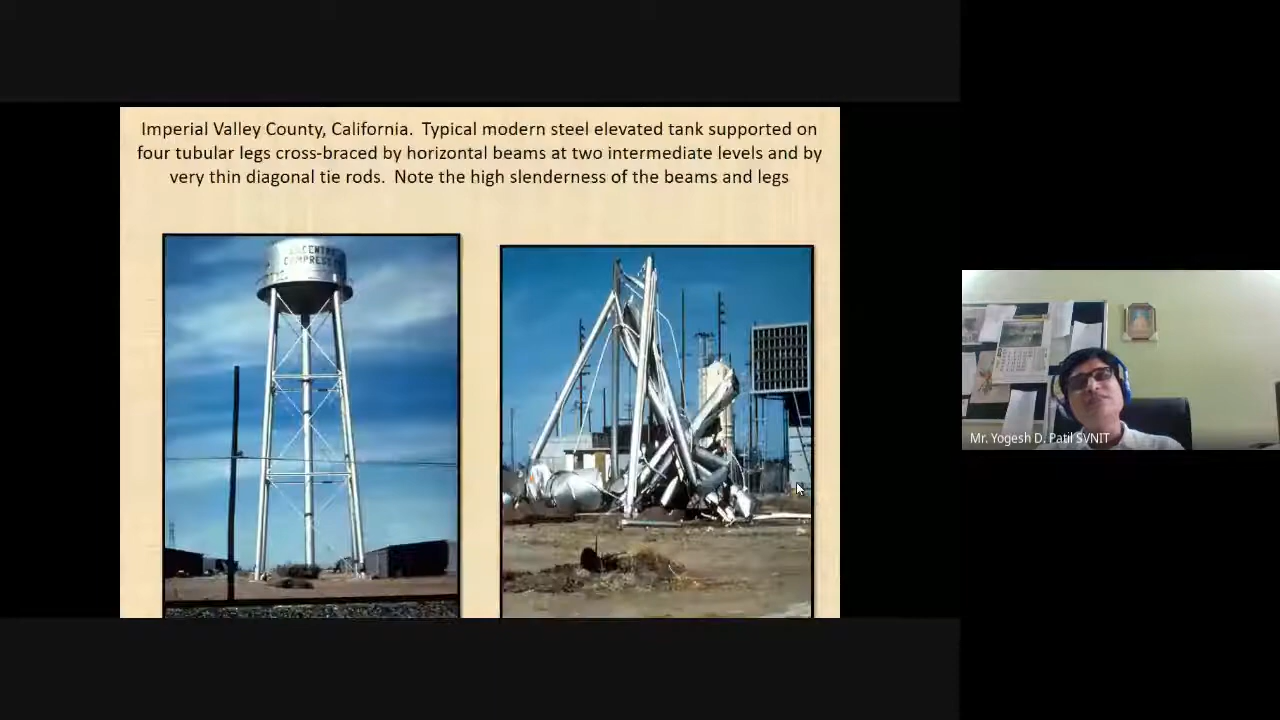 Imperial Valley County, California.  Typical modern steel elevated tank supported on
four tubular legs cross-braced by horizontal beams at two intermediate levels and by
very thin diagonal tie rods.  Note the high slenderness of the beams and legs
COMPRESS
Mr. Yogesh D. Patil SVNIT